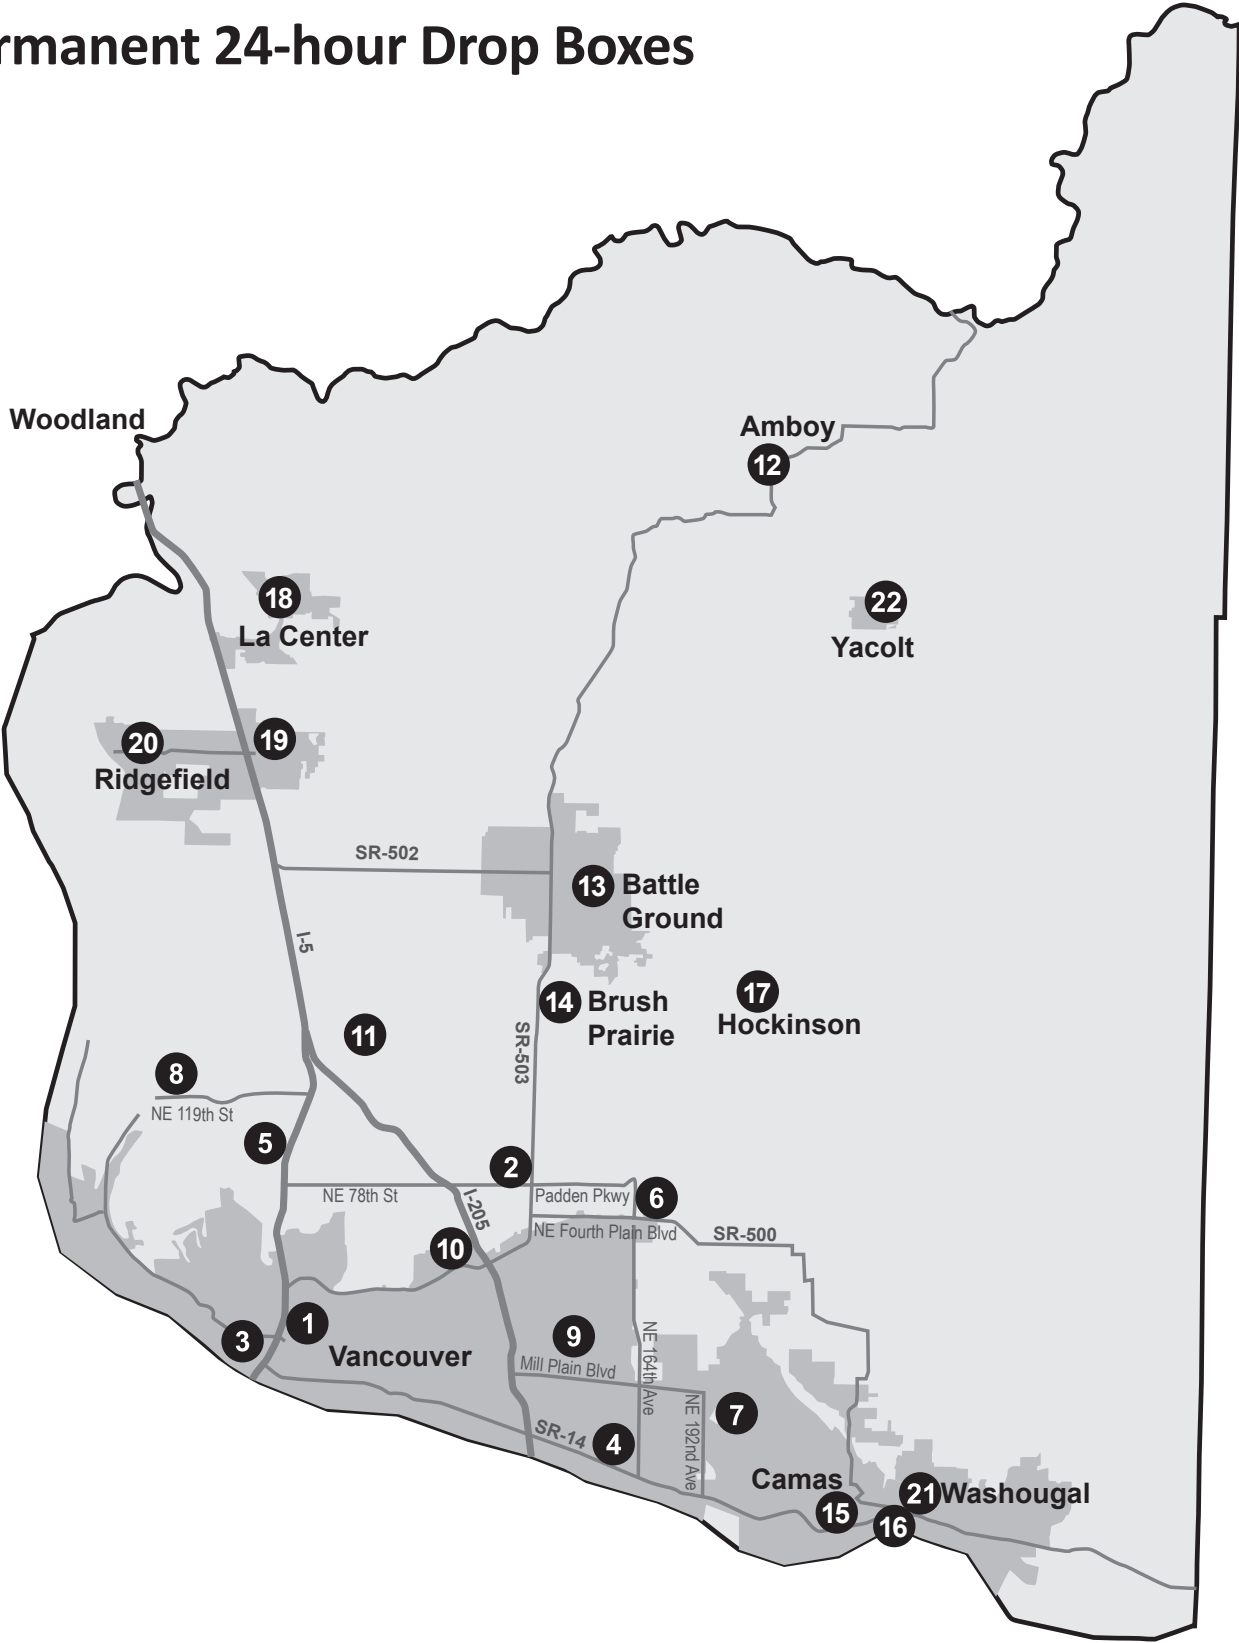 rmanent 24-hour Drop Boxes
Woodland
Amboy
12
18
La Center
22
Yacolt
20
19
Ridgefield
SR-502
13
Battle
Ground
I-5
14
Brush
Prairie
17
Hockinson
11
SR-503
8
NE 119th St
5
2
NE 78th St
Padden Pkwy
6
I-205
NE Fourth Plain Blvd
SR-500
10
1
3
Vancouver
9
NE 164th Ave
Mill Plain Blvd
NE 192nd Ave
7
SR-14
4
Camas
15
21
Washougal
16